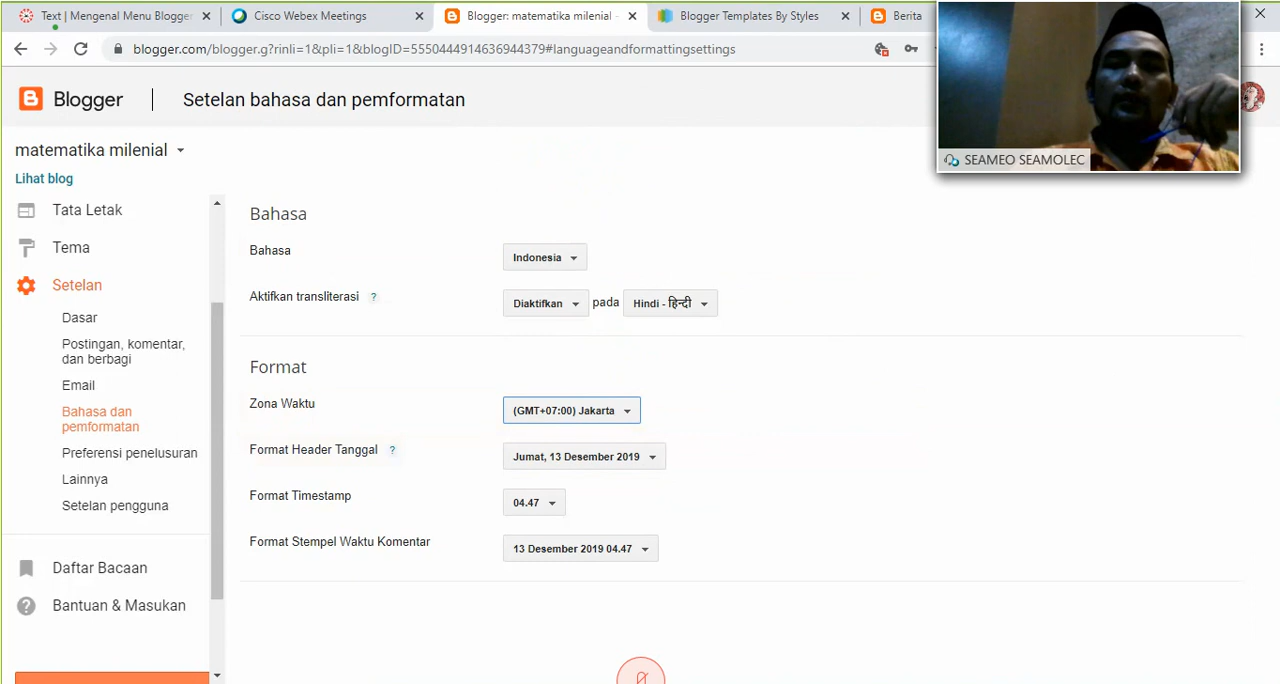 Text | Mengenal Menu Blogger
Cisco Webex Meetings
Blogger: matematika milenial -
Blogger Templates By Styles
Berita
blogger.com/blogger.g?rinli=1&pli=1&blogID=5550444914636944379#languageandformattingsettings
SEAMEO SEAMOLEC
Blogger
Setelan bahasa dan pemformatan
matematika milenial
Lihat blog
Tata Letak
Tema
Setelan
Dasar
Postingan, komentar,
dan berbagi
Email
Bahasa dan
pemformatan
Preferensi penelusuran
Lainnya
Setelan pengguna
Daftar Bacaan
Bantuan & Masukan
Bahasa
Bahasa Indonesia
Aktifkan transliterasi ? Diaktifkan pada Hindi - हिन्दी
Format
Zona Waktu (GMT+07:00) Jakarta
Format Header Tanggal ? Jumat, 13 Desember 2019
Format Timestamp 04.47
Format Stempel Waktu Komentar 13 Desember 2019 04.47